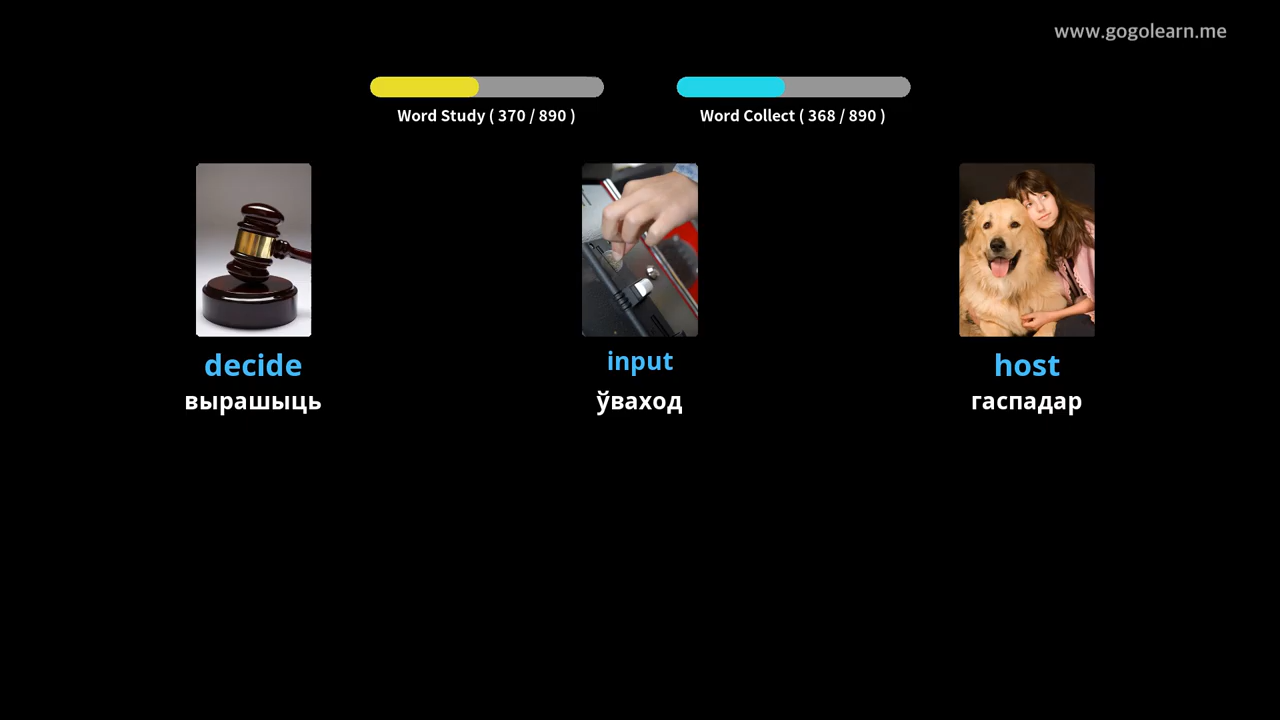 www.gogolearn.me
Word Study ( 370 / 890 )
Word Collect ( 368 / 890 )
decide
input
host
вырашыць
ўваход
гаспадар